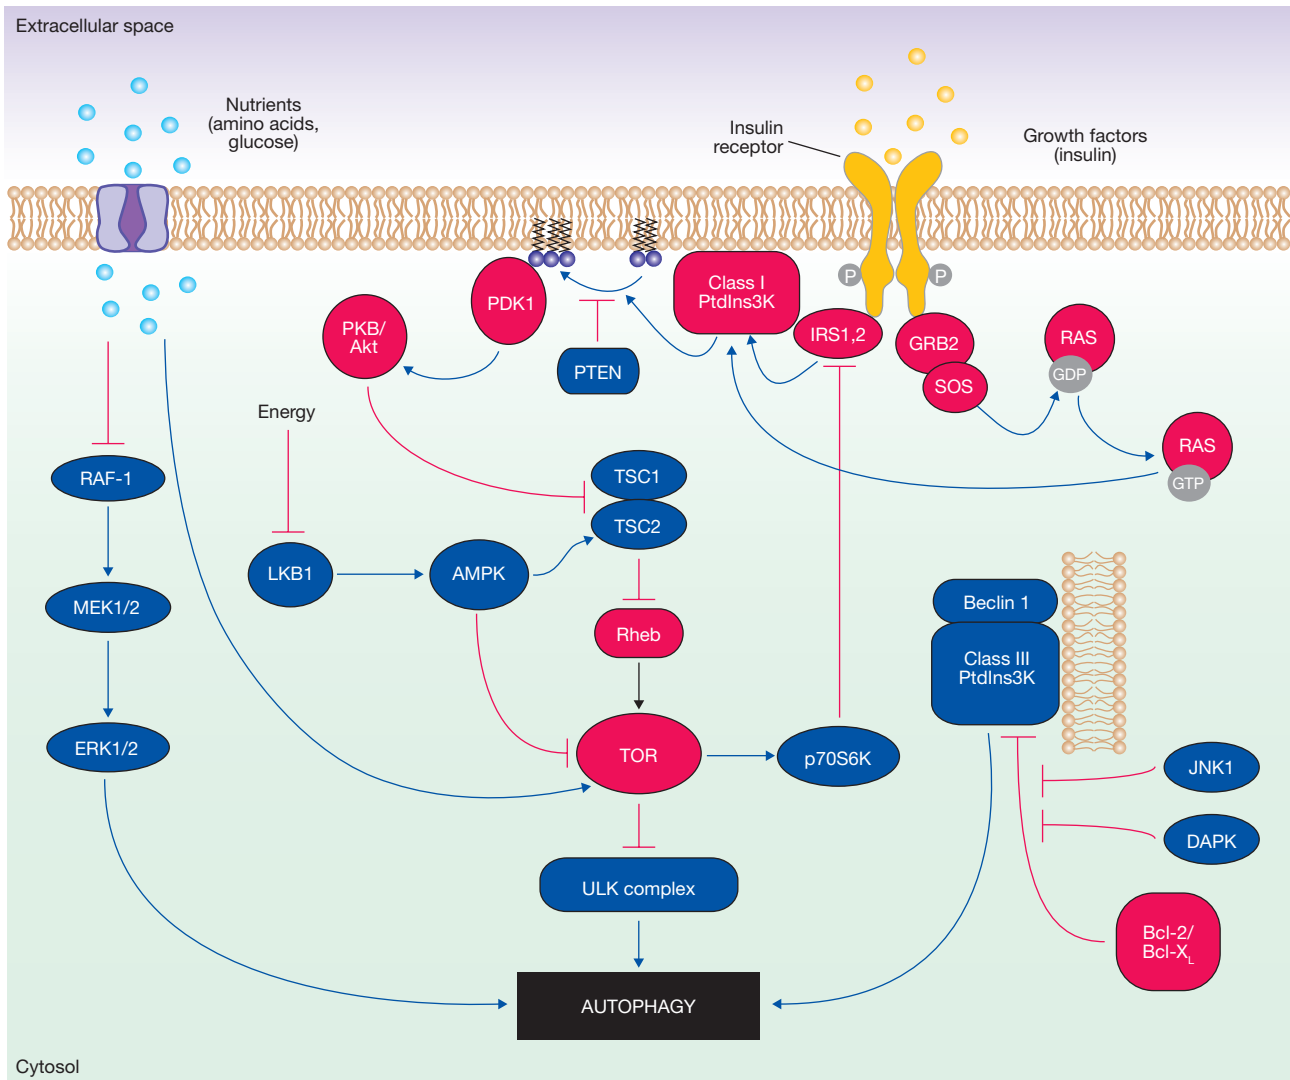 Extracellular space
Nutrients
(amino acids,
glucose)
Insulin
receptor
Growth factors
(insulin)
P
P
Class I
PtdIns3K
PDK1
PKB/
Akt
IRS1,2
GRB2
SOS
RAS
GDP
PTEN
Energy
RAS
GTP
RAF-1
TSC1
TSC2
LKB1
AMPK
MEK1/2
Rheb
Beclin 1
Class III
PtdIns3K
ERK1/2
TOR
p70S6K
JNK1
DAPK
ULK complex
Bcl-2/
Bcl-XL
AUTOPHAGY
Cytosol